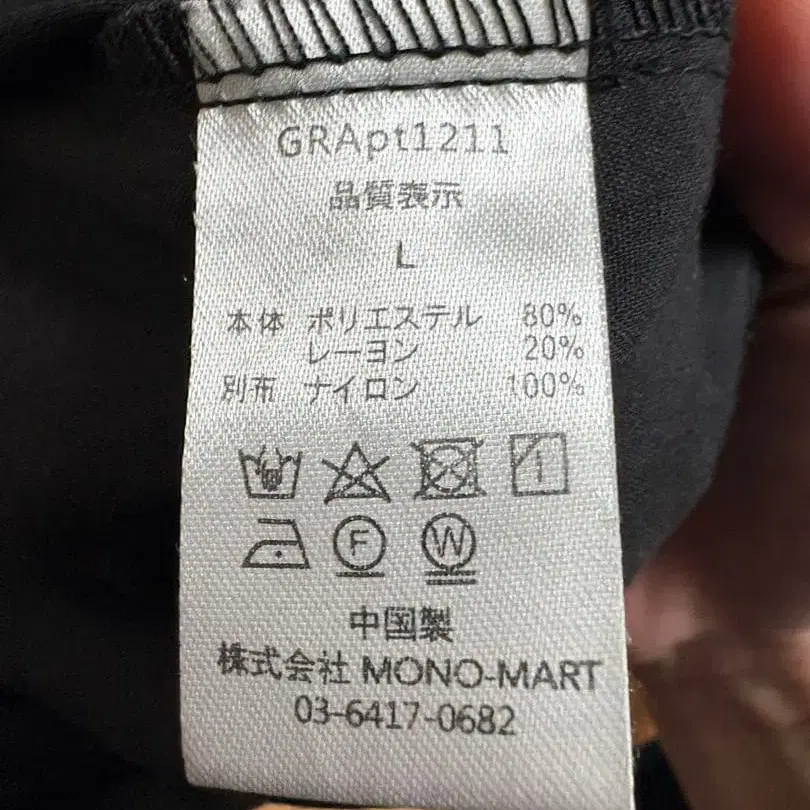 GRApt1211
品質表示
L
本体 ポリエステル 80%
レーヨン 20%
別布 ナイロン 100%
F W
中国製
株式会社 MONO-MART
03-6417-0682